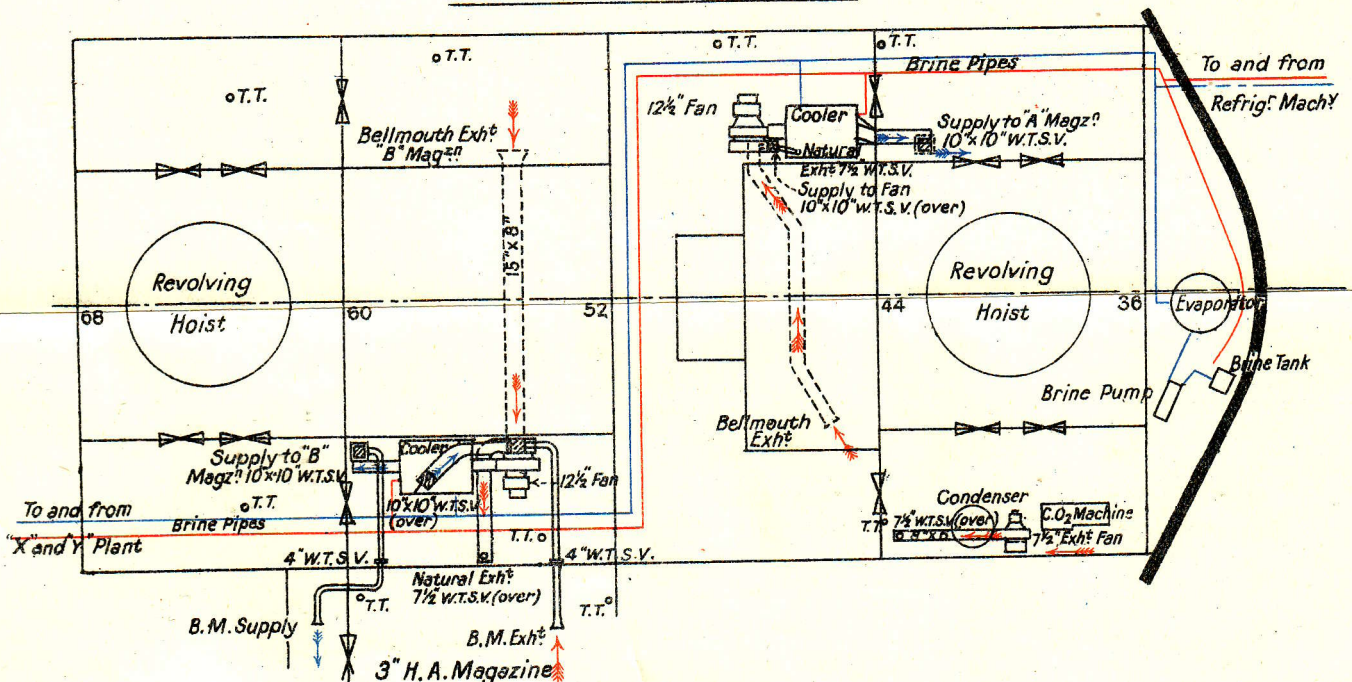 T.T.
T.T.
T.T.
T.T.
Brine Pipes
To and from
Refrigr. Machy
12½" Fan
Cooler
Supply to "A" Magzn.
10"x10" W.T.S.V.
Bellmouth Exht.
"B" Magzn.
Natural
Exht. 7½" W.T.S.V.
Supply to Fan
10"x10" W.T.S.V. (over)
15" x 8"
Revolving
Hoist
Revolving
Hoist
68
60
52
44
36
Evaporator
Brine Tank
Brine Pump
Bellmouth
Exht.
Supply to "B"
Magzn. 10"x10" W.T.S.V.
Cooler
12½" Fan
10"x10" W.T.S.V.
(over)
To and from
"X" and "Y" Plant
Brine Pipes
T.T.
T.T.
T.T.
Condenser
7½" W.T.S.V. (over)
C.O2 Machine
7½" Exht. Fan
4" W.T.S.V.
4" W.T.S.V.
Natural Exht.
7½" W.T.S.V. (over)
T.T.
T.T.
B.M. Supply
B.M. Exht.
3" H.A. Magazine